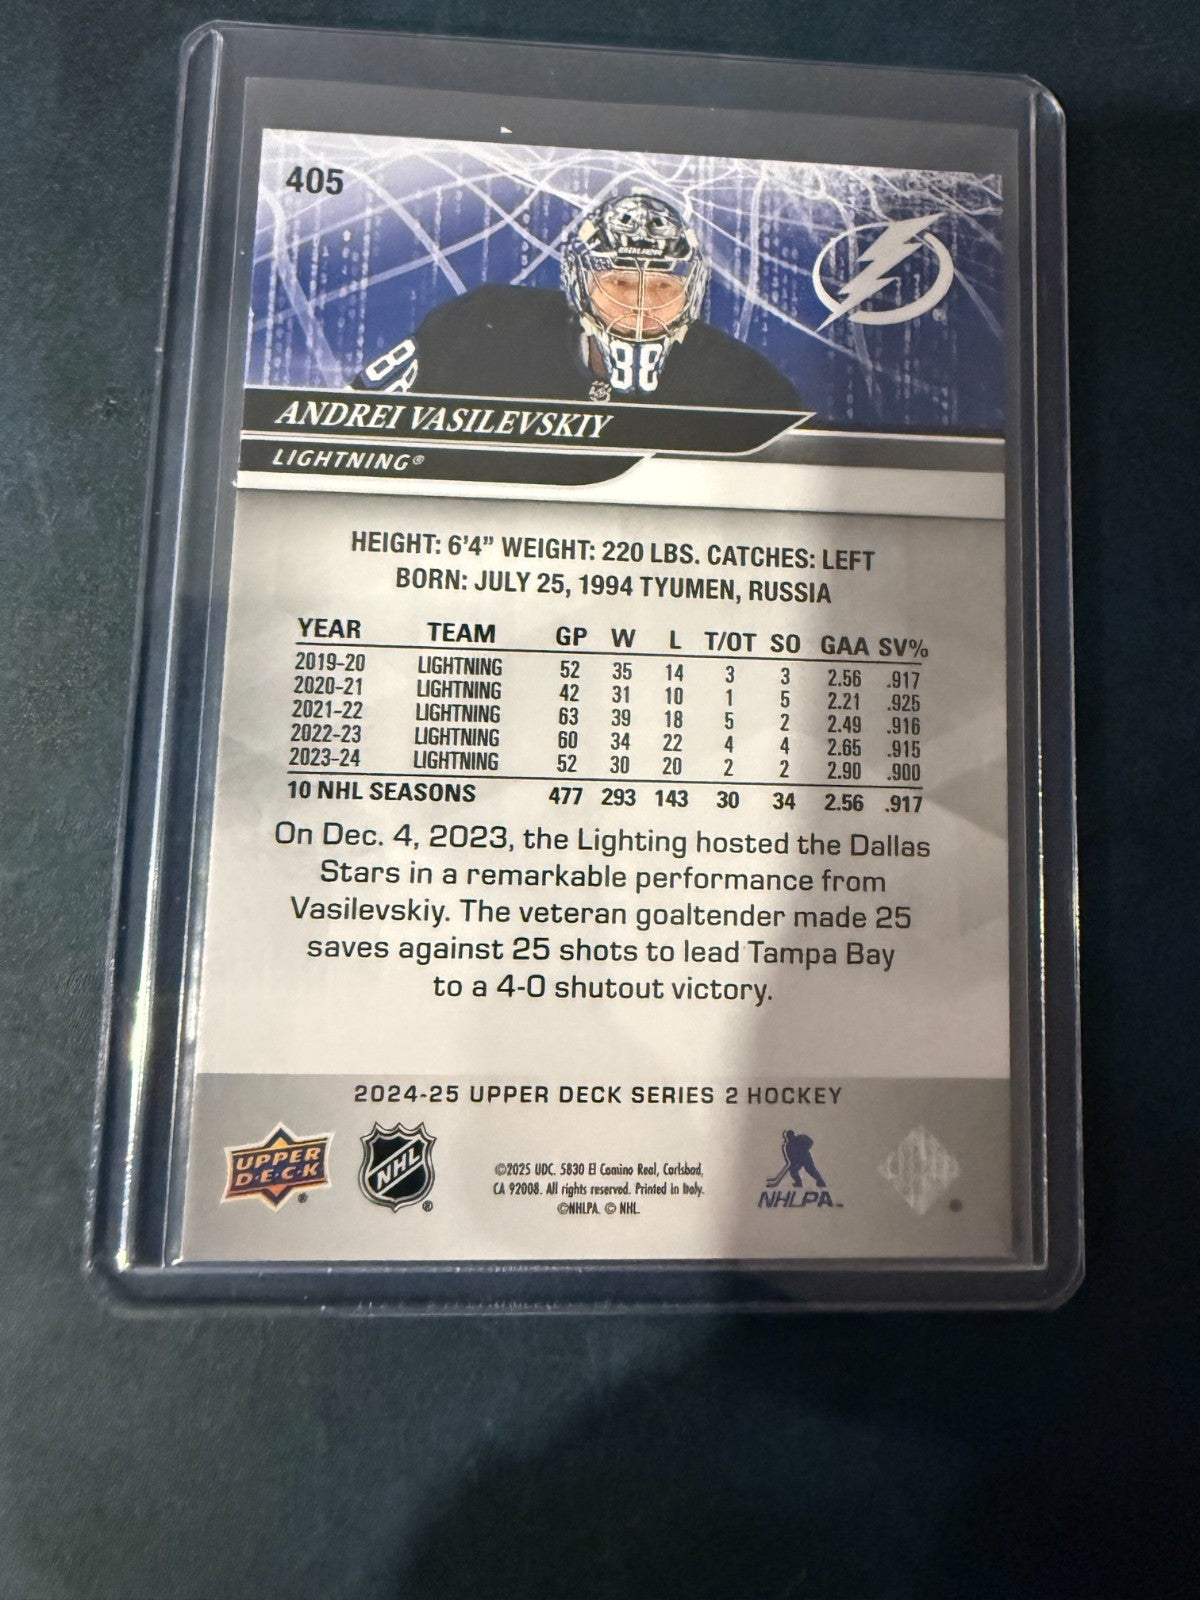 405
88
88
ANDREI VASILEVSKIY
LIGHTNING®
HEIGHT: 6'4" WEIGHT: 220 LBS. CATCHES: LEFT
BORN: JULY 25, 1994 TYUMEN, RUSSIA
YEAR TEAM GP W L T/OT SO GAA SV%
2019-20 LIGHTNING 52 35 14 3 3 2.56 .917
2020-21 LIGHTNING 42 31 10 1 5 2.21 .925
2021-22 LIGHTNING 63 39 18 5 2 2.49 .916
2022-23 LIGHTNING 60 34 22 4 4 2.65 .915
2023-24 LIGHTNING 52 30 20 2 2 2.90 .900
10 NHL SEASONS 477 293 143 30 34 2.56 .917
On Dec. 4, 2023, the Lighting hosted the Dallas
Stars in a remarkable performance from
Vasilevskiy. The veteran goaltender made 25
saves against 25 shots to lead Tampa Bay
to a 4-0 shutout victory.
2024-25 UPPER DECK SERIES 2 HOCKEY
UPPER
D·E·C·K
®
NHL
®
©2025 UDC. 5830 El Camino Real, Carlsbad,
CA 92008. All rights reserved. Printed in Italy.
©NHLPA. © NHL.
NHLPA™